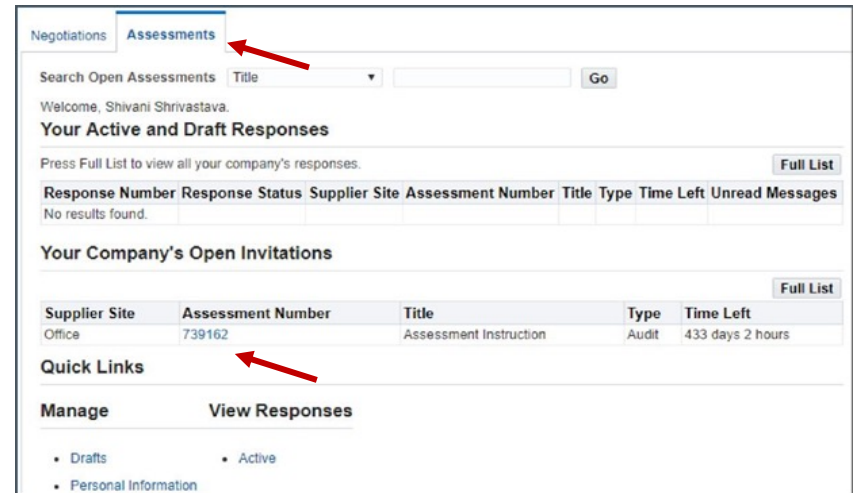 Negotiations Assessments
Search Open Assessments Title Go
Welcome, Shivani Shrivastava.
Your Active and Draft Responses
Press Full List to view all your company's responses. Full List
Response Number Response Status Supplier Site Assessment Number Title Type Time Left Unread Messages
No results found.
Your Company's Open Invitations
Full List
Supplier Site Assessment Number Title Type Time Left
Office 739162 Assessment Instruction Audit 433 days 2 hours
Quick Links
Manage View Responses
• Drafts • Active
• Personal Information